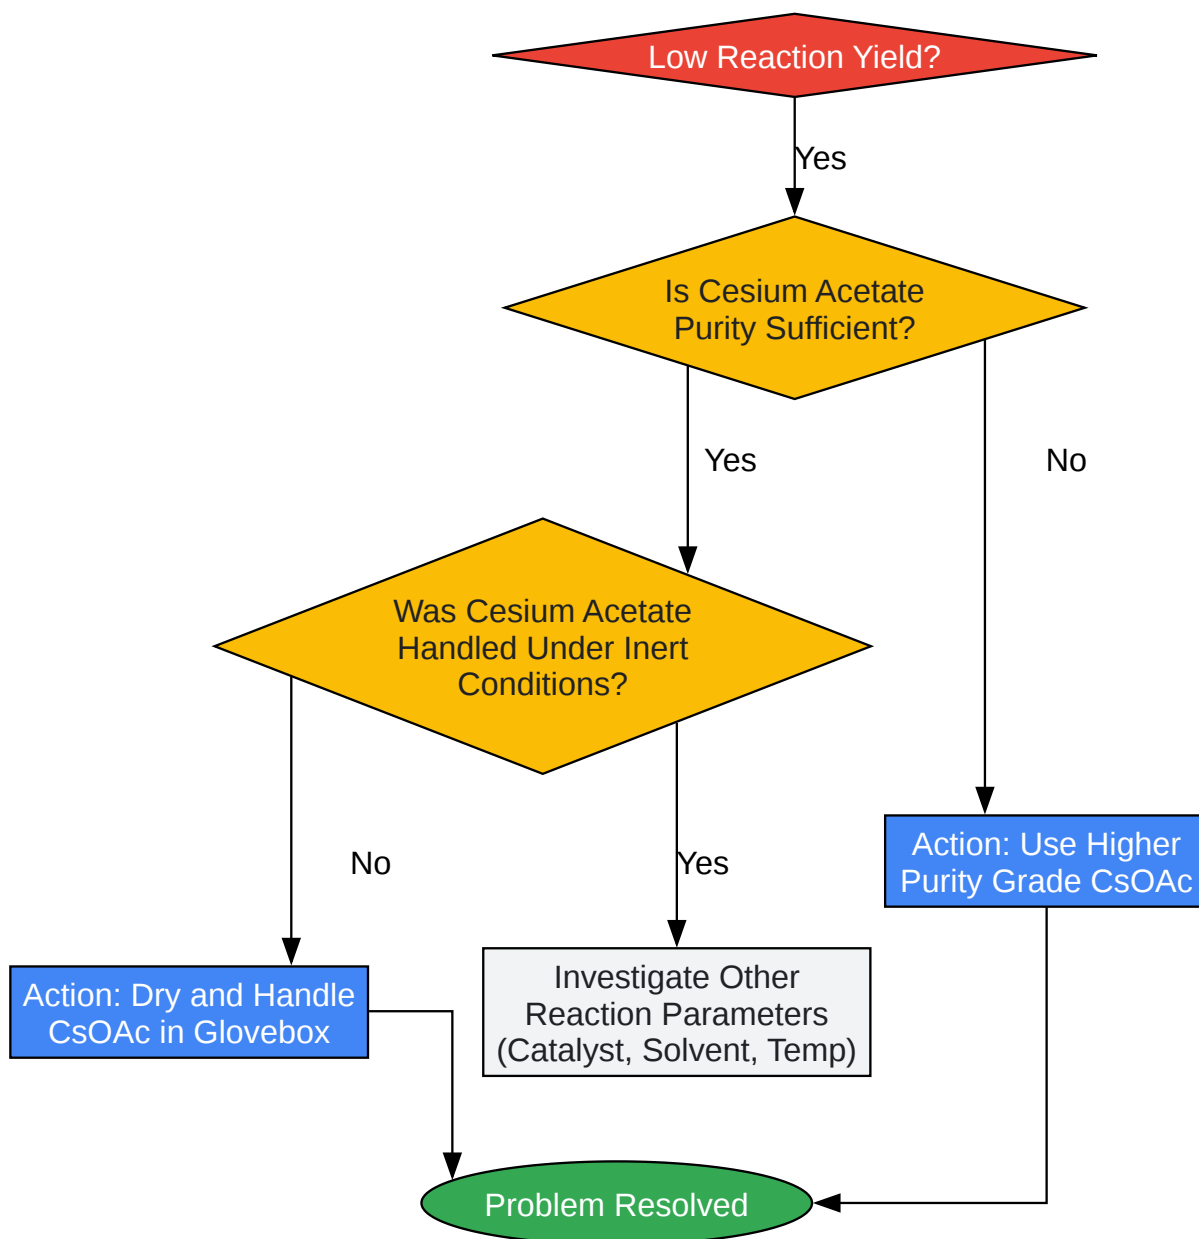 Low Reaction Yield?
Yes
Is Cesium Acetate
Purity Sufficient?
Yes
No
Was Cesium Acetate
Handled Under Inert
Conditions?
No
Yes
Action: Use Higher
Purity Grade CsOAc
Action: Dry and Handle
CsOAc in Glovebox
Investigate Other
Reaction Parameters
(Catalyst, Solvent, Temp)
Problem Resolved